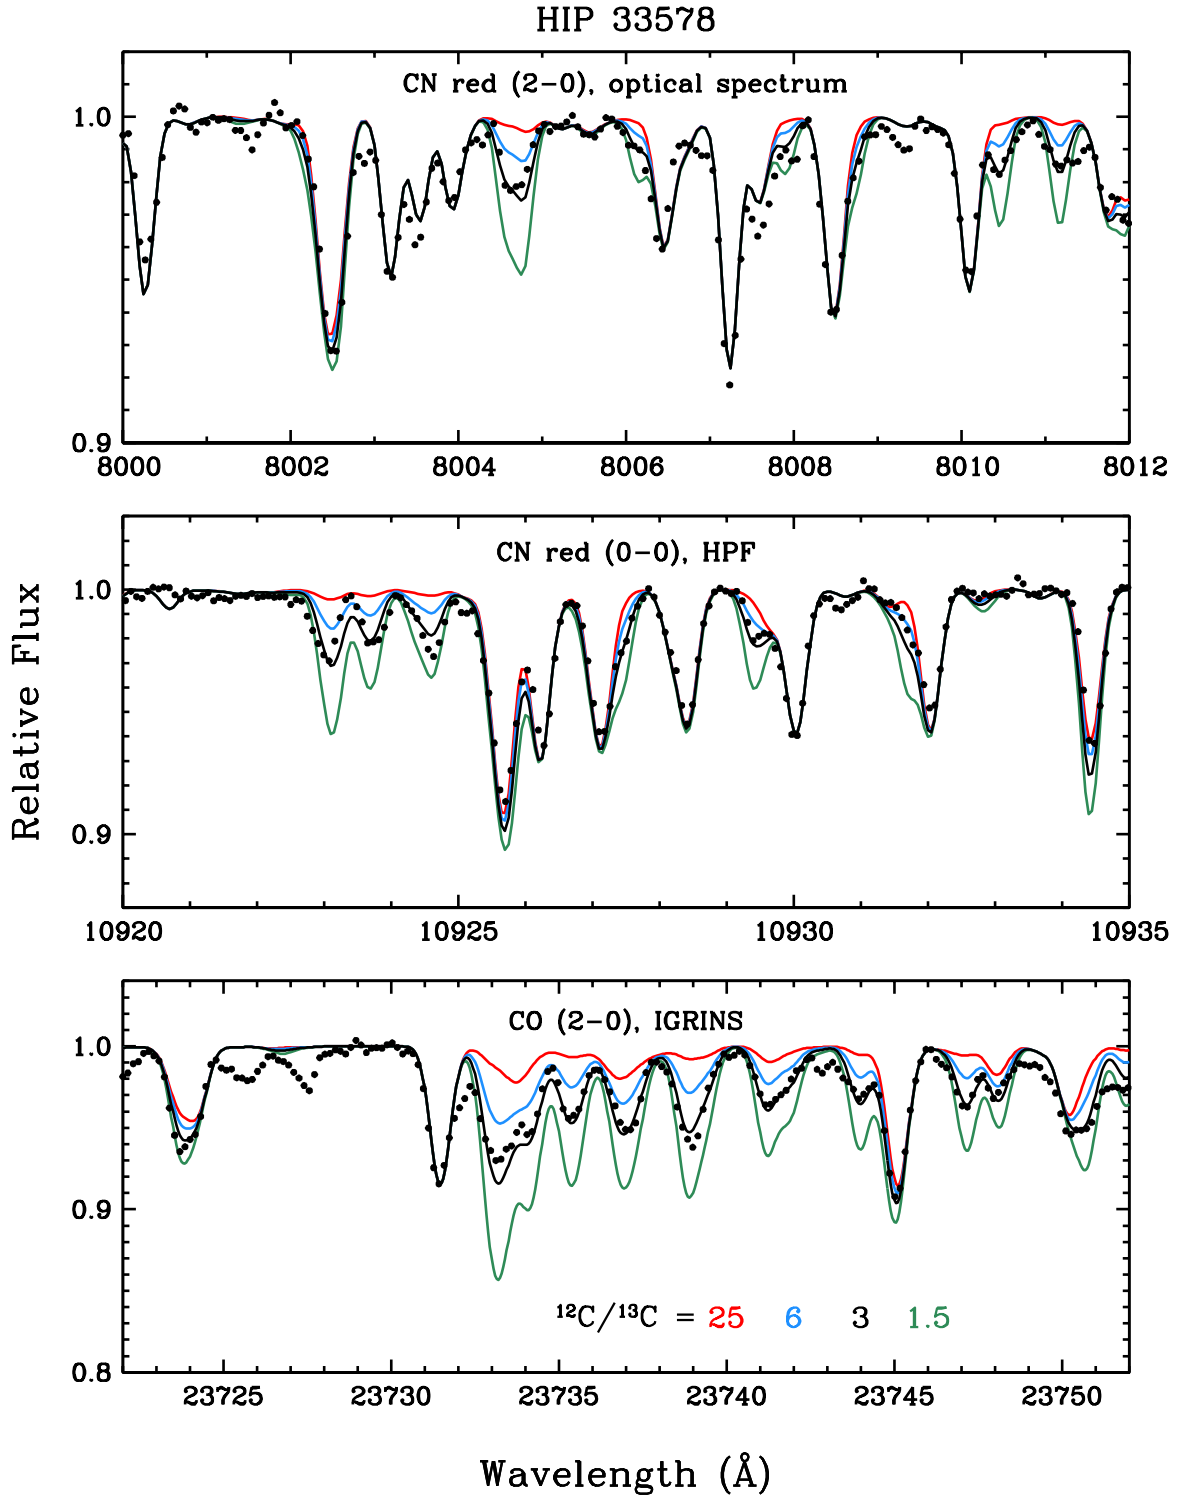 HIP 33578
CN red (2-0), optical spectrum
1.0
0.9
8000 8002 8004 8006 8008 8010 8012
CN red (0-0), HPF
1.0
0.9
10920 10925 10930 10935
Relative Flux
CO (2-0), IGRINS
1.0
0.9
0.8
¹²C/¹³C = 25 6 3 1.5
23725 23730 23735 23740 23745 23750
Wavelength (Å)